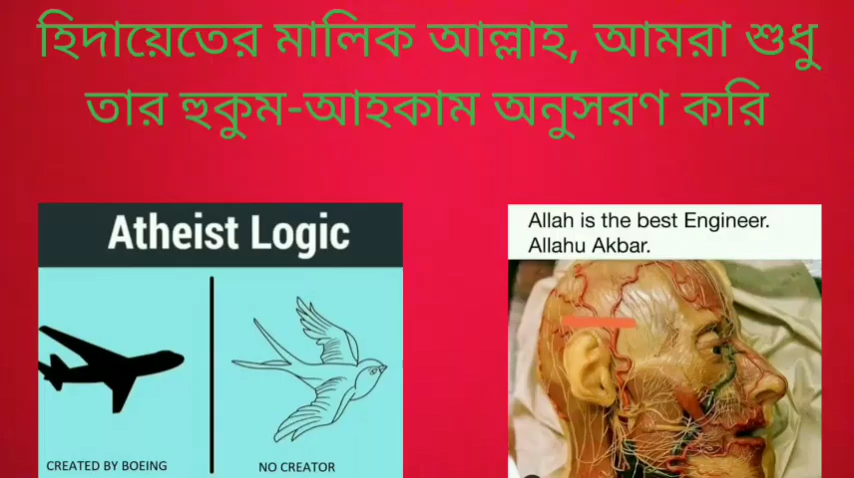 হিদায়েতের মালিক আল্লাহ, আমরা শুধু
তার হুকুম-আহকাম অনুসরণ করি
Atheist Logic
CREATED BY BOEING
NO CREATOR
Allah is the best Engineer.
Allahu Akbar.